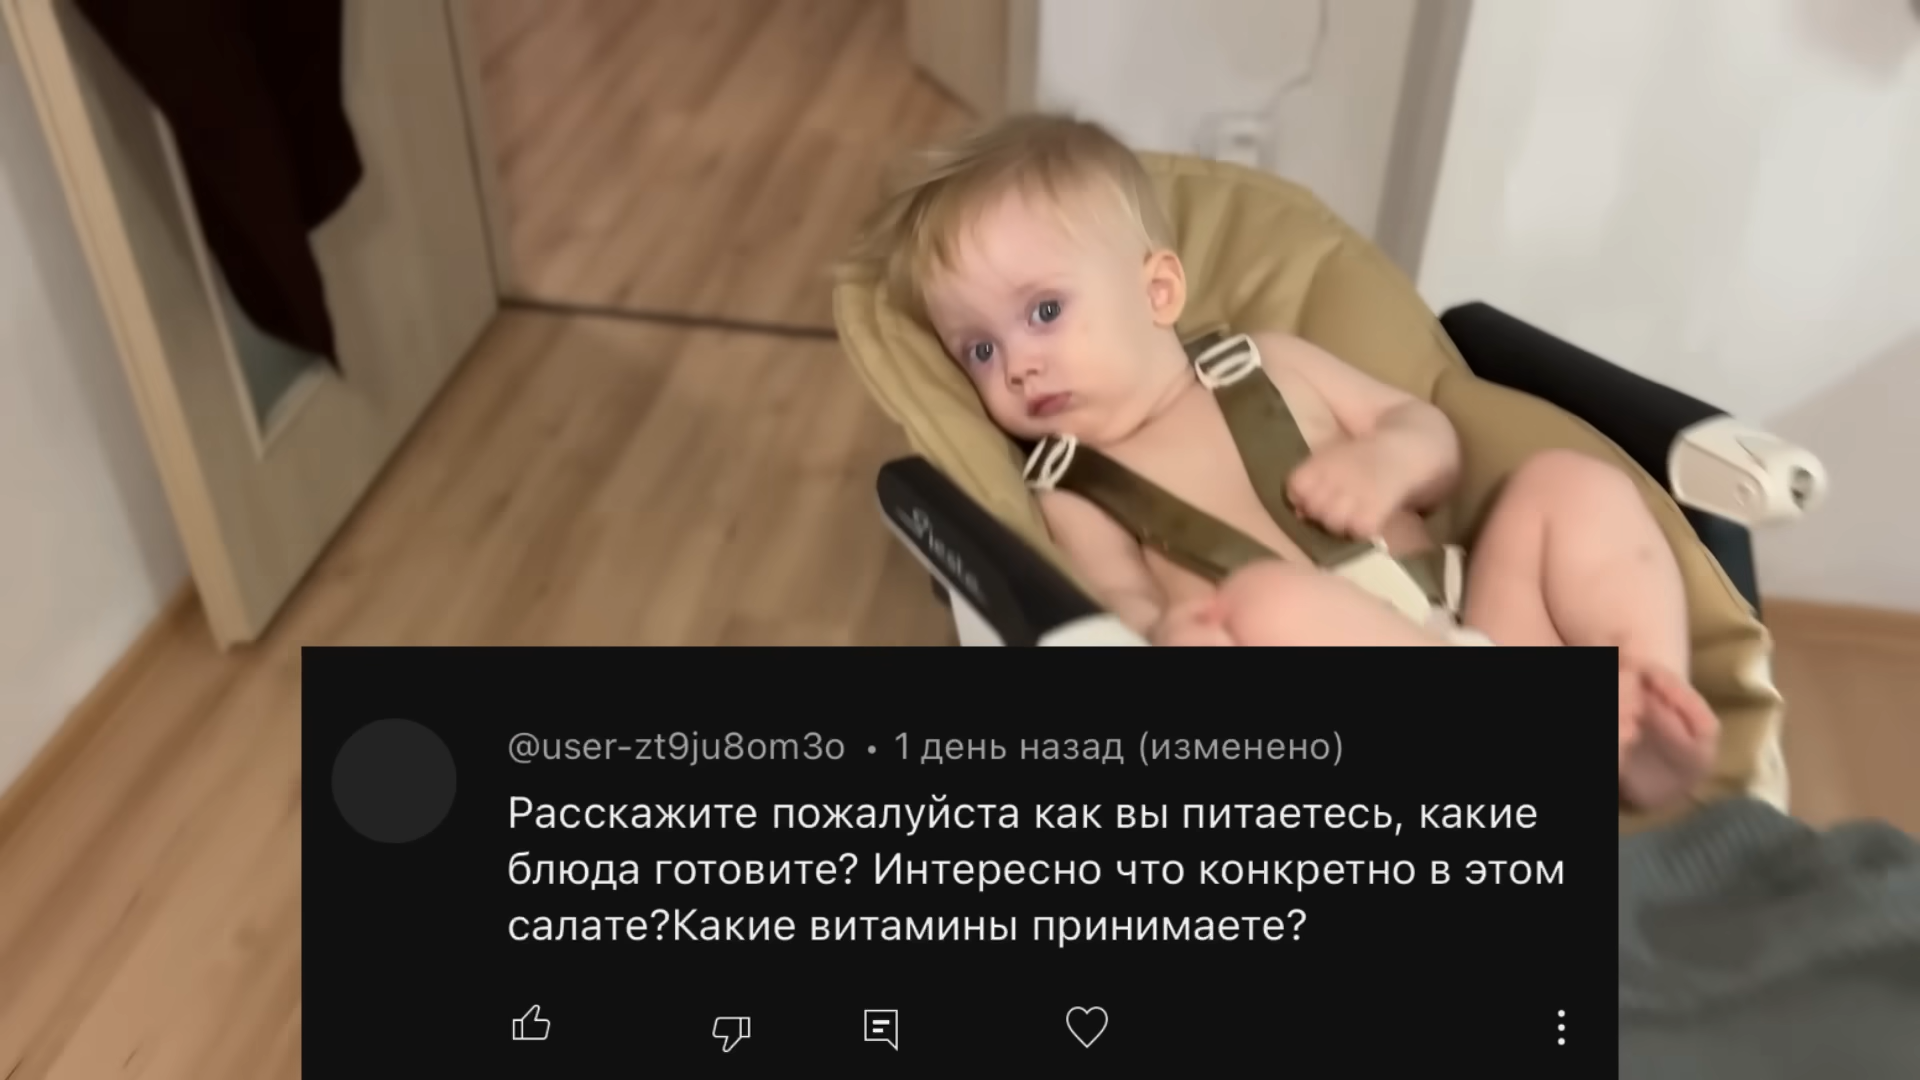 Siesta
@user-zt9ju8om3o • 1 день назад (изменено)
Расскажите пожалуйста как вы питаетесь, какие
блюда готовите? Интересно что конкретно в этом
салате?Какие витамины принимаете?